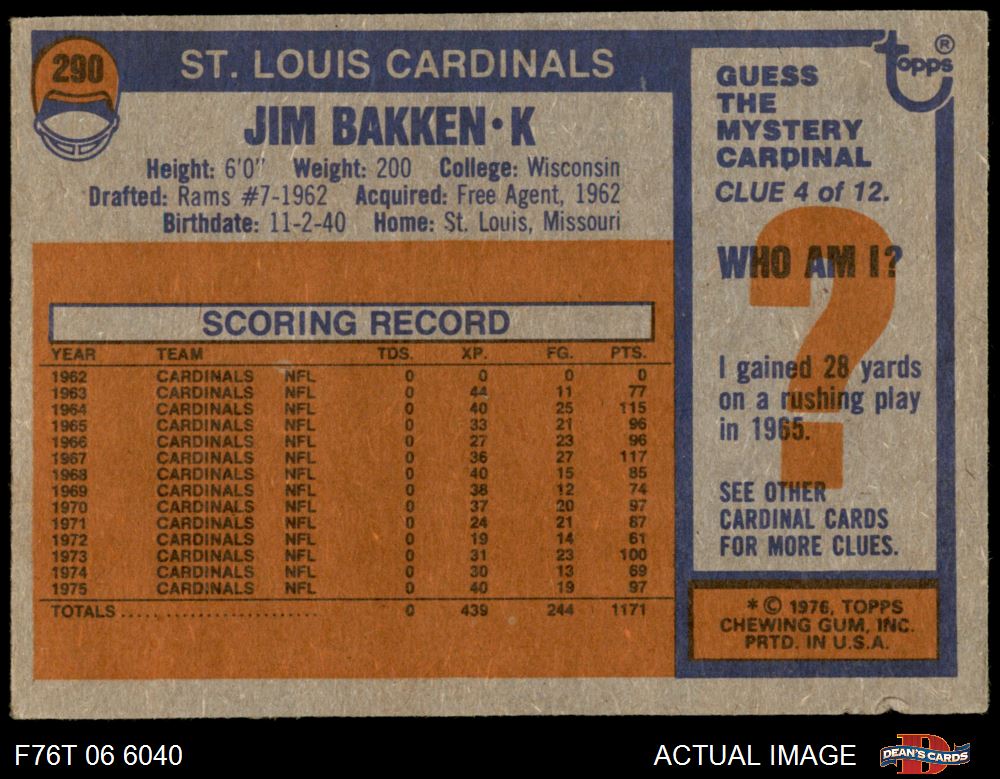 290
ST. LOUIS CARDINALS
JIM BAKKEN • K
Height: 6'0" Weight: 200 College: Wisconsin
Drafted: Rams #7-1962 Acquired: Free Agent, 1962
Birthdate: 11-2-40 Home: St. Louis, Missouri
SCORING RECORD
YEAR TEAM TDS. XP. FG. PTS.
1962 CARDINALS NFL 0 0 0 0
1963 CARDINALS NFL 0 44 11 77
1964 CARDINALS NFL 0 40 25 115
1965 CARDINALS NFL 0 33 21 96
1966 CARDINALS NFL 0 27 23 96
1967 CARDINALS NFL 0 36 27 117
1968 CARDINALS NFL 0 40 15 85
1969 CARDINALS NFL 0 38 12 74
1970 CARDINALS NFL 0 37 20 97
1971 CARDINALS NFL 0 24 21 87
1972 CARDINALS NFL 0 19 14 61
1973 CARDINALS NFL 0 31 23 100
1974 CARDINALS NFL 0 30 13 69
1975 CARDINALS NFL 0 40 19 97
TOTALS........................ 0 439 244 1171
topps ®
GUESS
THE
MYSTERY
CARDINAL
CLUE 4 of 12.
WHO AM I?
?
I gained 28 yards
on a rushing play
in 1965.
SEE OTHER
CARDINAL CARDS
FOR MORE CLUES.
* © 1976, TOPPS
CHEWING GUM, INC.
PRTD. IN U.S.A.
F76T 06 6040
ACTUAL IMAGE
DEAN'S CARDS